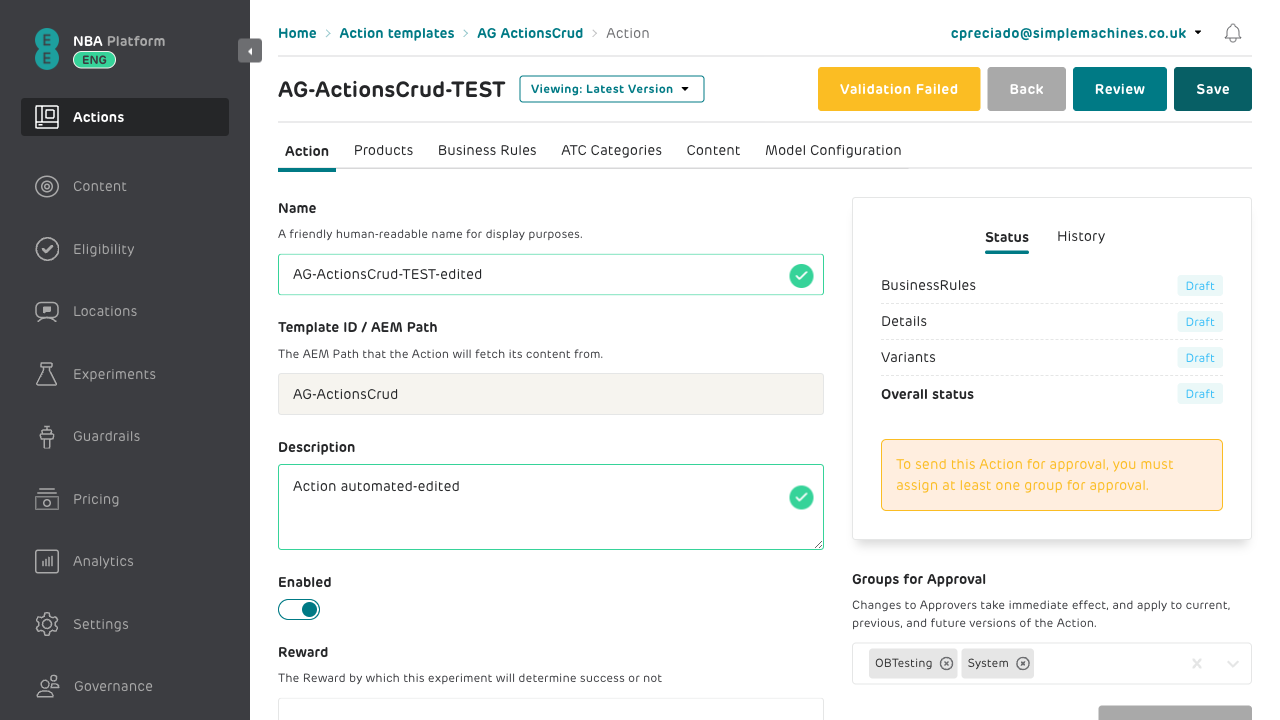 EE
NBA Platform
ENG
Actions
Content
Eligibility
Locations
Experiments
Guardrails
Pricing
Analytics
Settings
Governance
Home > Action templates > AG ActionsCrud > Action
cpreciado@simplemachines.co.uk
AG-ActionsCrud-TEST
Viewing: Latest Version
Validation Failed
Back
Review
Save
Action
Products
Business Rules
ATC Categories
Content
Model Configuration
Name
A friendly human-readable name for display purposes.
AG-ActionsCrud-TEST-edited
Template ID / AEM Path
The AEM Path that the Action will fetch its content from.
AG-ActionsCrud
Description
Action automated-edited
Enabled
Reward
The Reward by which this experiment will determine success or not
Status
History
BusinessRules Draft
Details Draft
Variants Draft
Overall status Draft
To send this Action for approval, you must
assign at least one group for approval.
Groups for Approval
Changes to Approvers take immediate effect, and apply to current,
previous, and future versions of the Action.
OBTesting
System